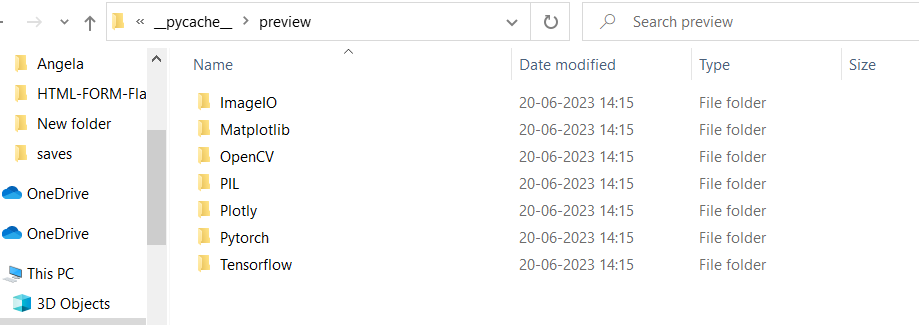 « __pycache__ > preview
Search preview
Angela
HTML-FORM-Fla
New folder
saves
OneDrive
OneDrive
This PC
3D Objects
Name Date modified Type Size
ImageIO 20-06-2023 14:15 File folder
Matplotlib 20-06-2023 14:15 File folder
OpenCV 20-06-2023 14:15 File folder
PIL 20-06-2023 14:15 File folder
Plotly 20-06-2023 14:15 File folder
Pytorch 20-06-2023 14:15 File folder
Tensorflow 20-06-2023 14:15 File folder